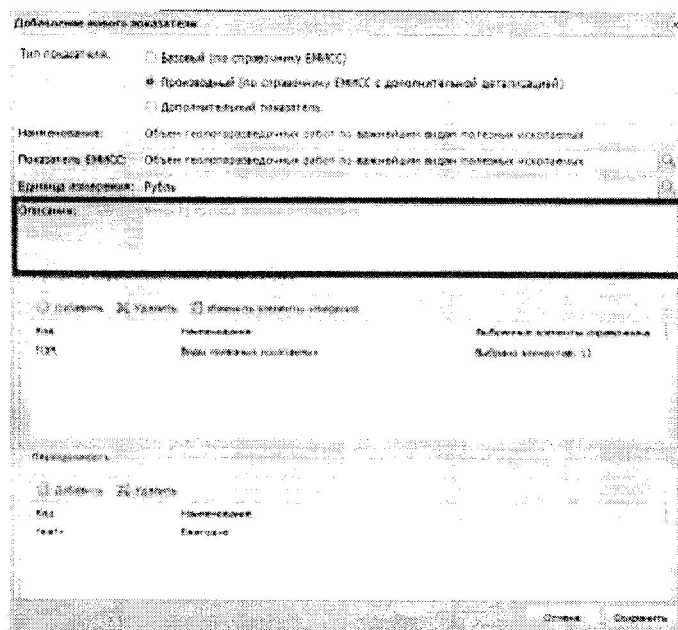 Добавление нового показателя
Тип показателя:
Базовый (по справочнику ЕМИСС)
Производный (по справочнику ЕМИСС с дополнительной детализацией)
Дополнительный показатель
Наименование: Объем геологоразведочных работ по важнейшим видам полезных ископаемых
Показатель ЕМИСС: Объем геологоразведочных работ по важнейшим видам полезных ископаемых
Единица измерения: Рубль
Описание:
Добавить Удалить Изменить элементы измерения
Код Наименование Выбранные элементы справочника
Виды полезных ископаемых Выбрано элементов: 11
Периодичность
Добавить Удалить
Код Наименование
Ежегодно
Отмена Сохранить